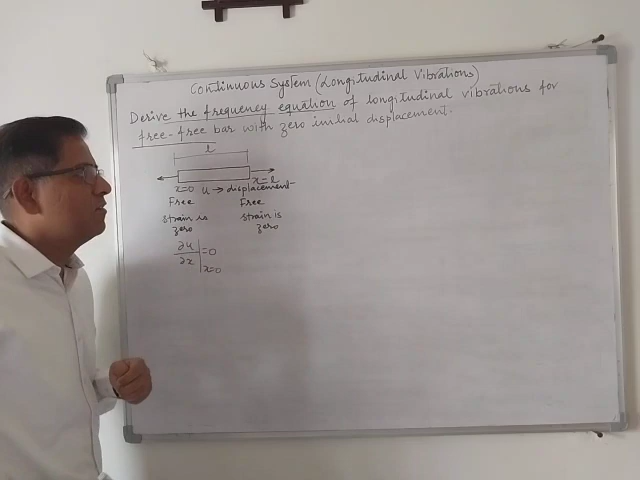 Continuous System (Longitudinal Vibrations)
Derive the frequency equation of longitudinal vibrations for
free-free bar with zero initial displacement.
l
x=0 u → displacement x=l
Free Free
strain is zero strain is zero
∂u/∂x|x=0 =0